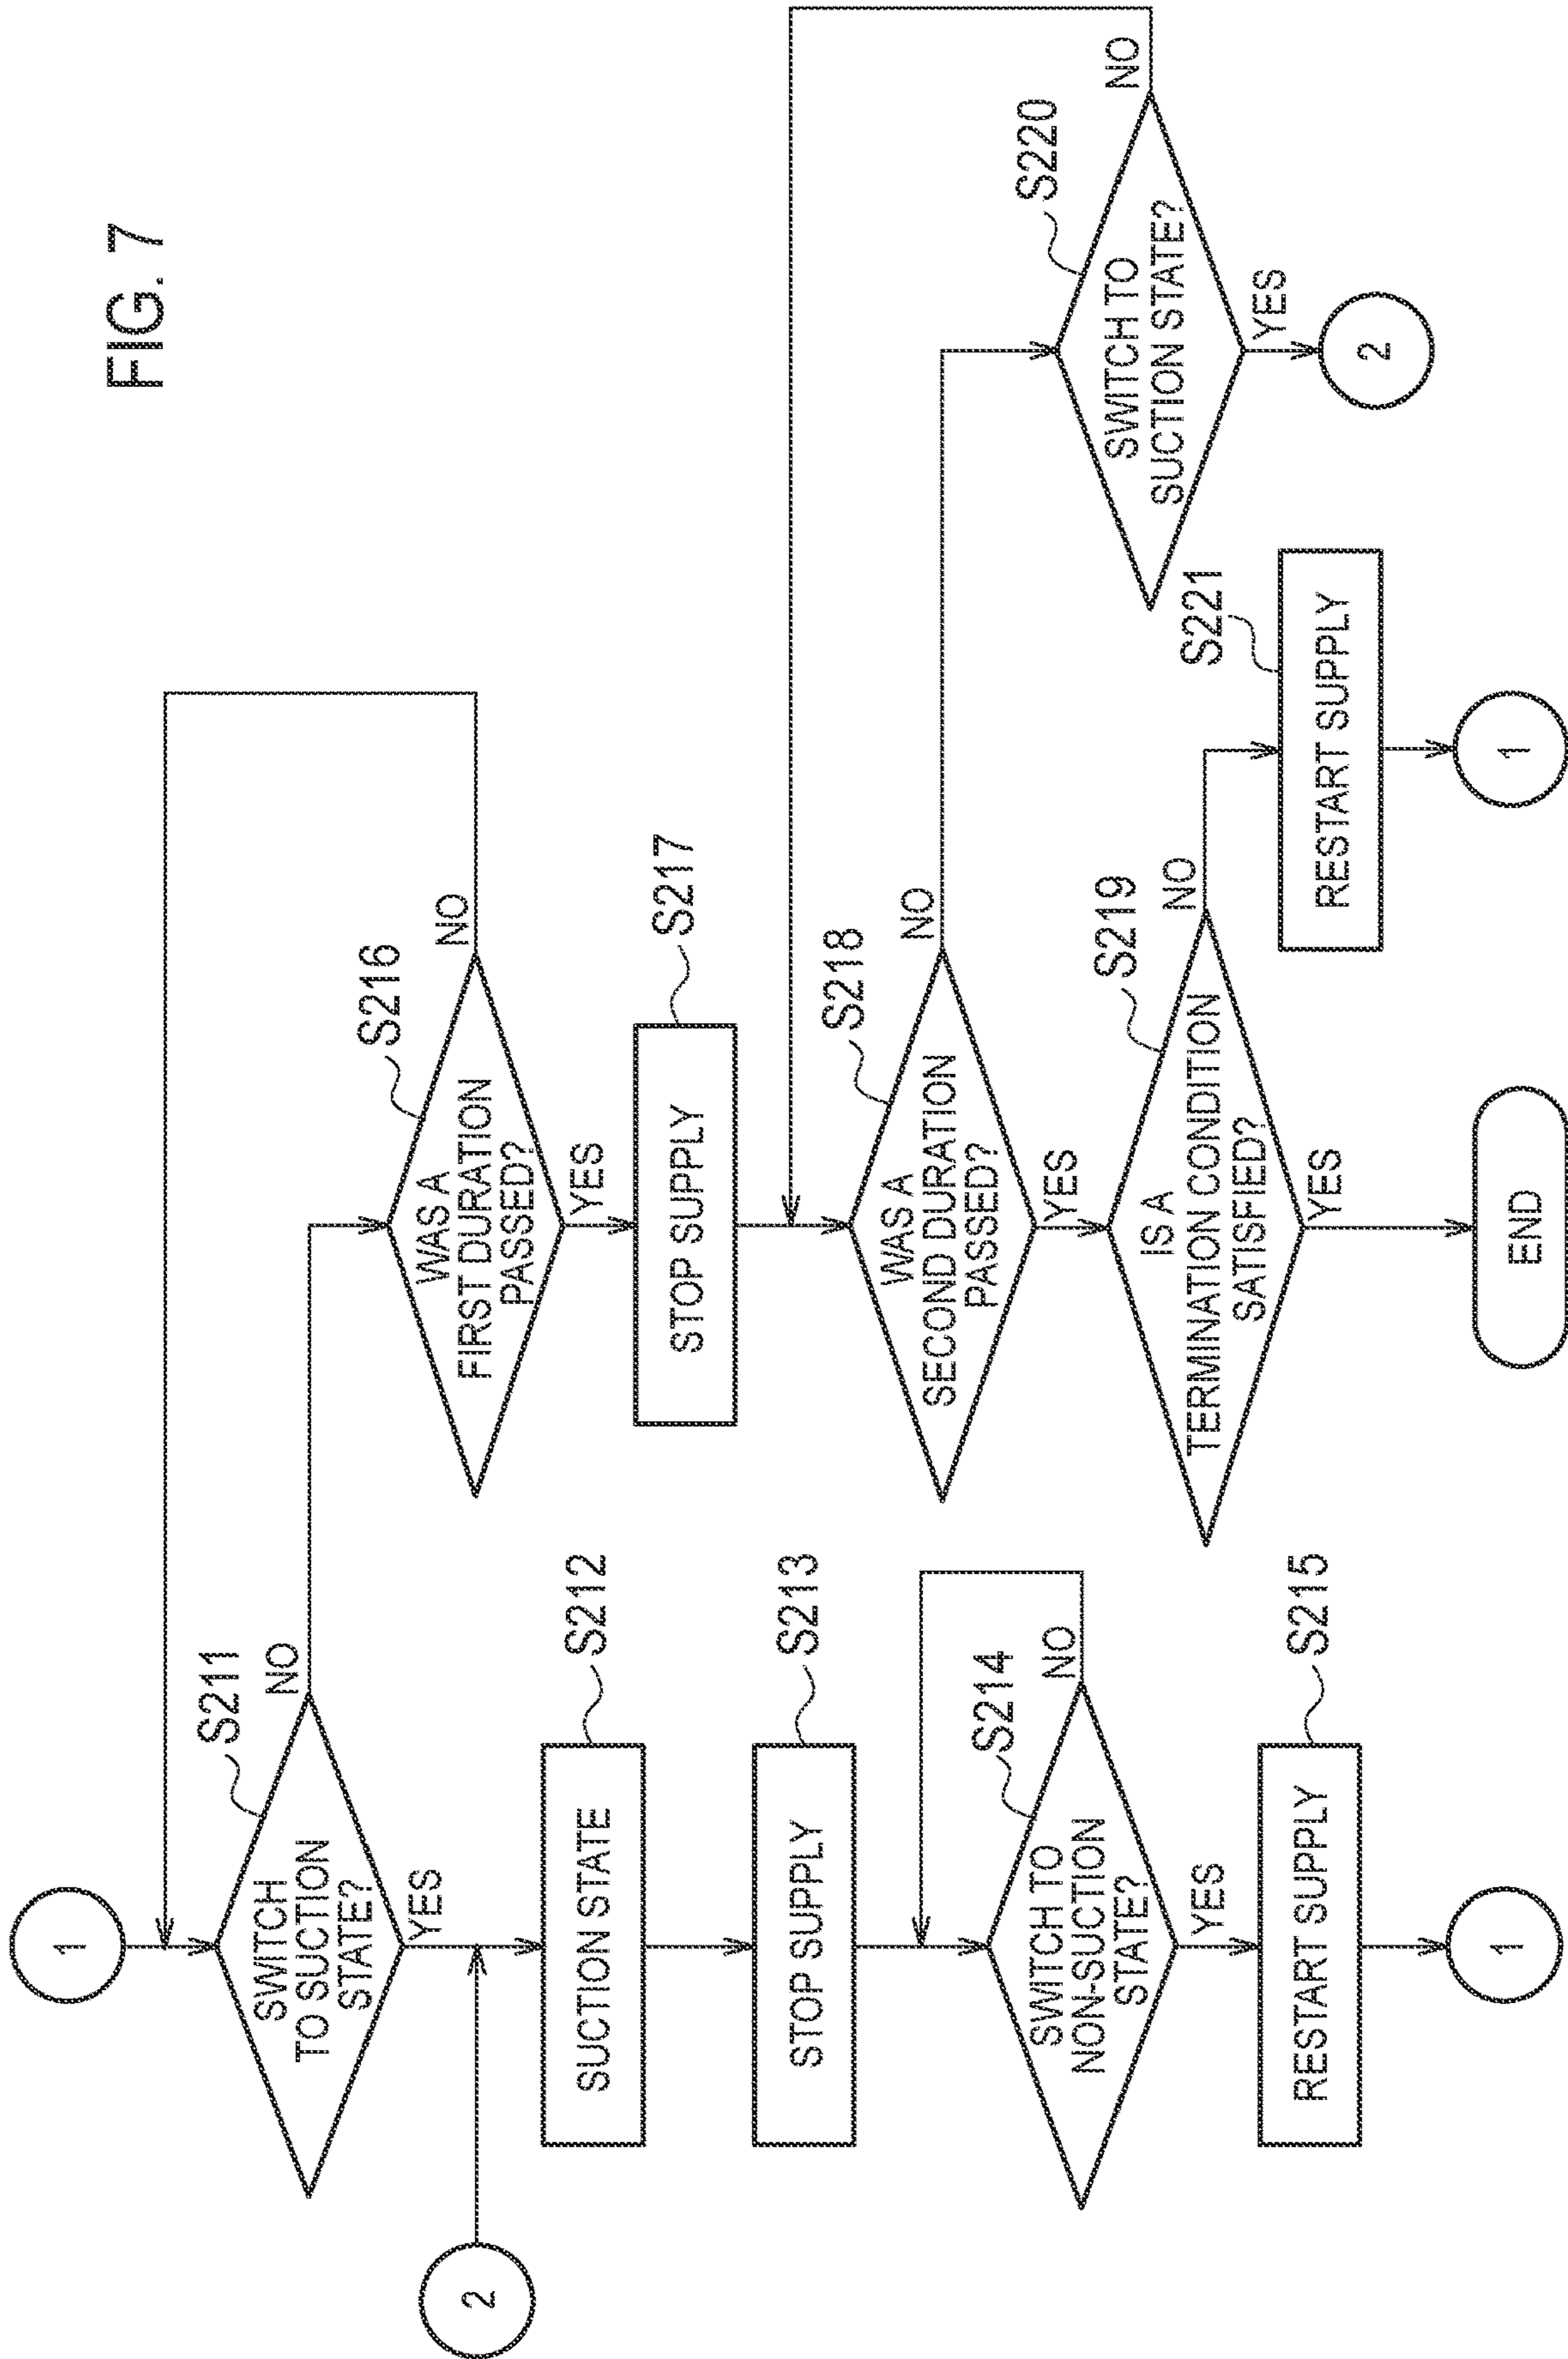 FIG. 7
1
S211
SWITCH
TO SUCTION
STATE?
NO
YES
2
SUCTION STATE
S212
STOP SUPPLY
S213
S214
SWITCH TO
NON-SUCTION
STATE?
NO
YES
RESTART SUPPLY
S215
1
S216
WAS A
FIRST DURATION
PASSED?
NO
YES
STOP SUPPLY
S217
S218
WAS A
SECOND DURATION
PASSED?
NO
YES
S219
IS A
TERMINATION CONDITION
SATISFIED?
NO
YES
END
S220
SWITCH TO
SUCTION STATE?
NO
YES
2
S221
RESTART SUPPLY
1